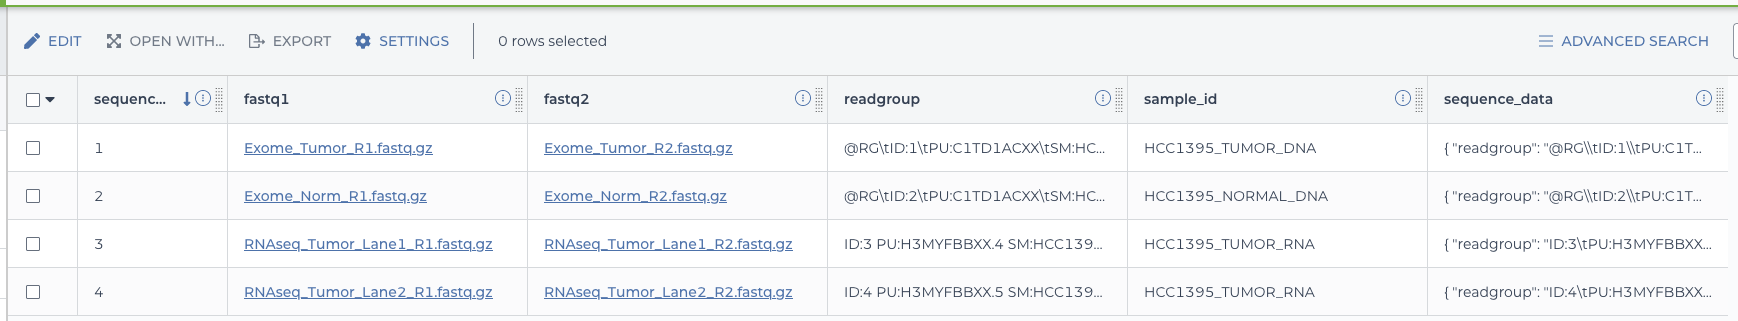 EDIT OPEN WITH... EXPORT SETTINGS 0 rows selected ADVANCED SEARCH
sequenc... fastq1 fastq2 readgroup sample_id sequence_data
1 Exome_Tumor_R1.fastq.gz Exome_Tumor_R2.fastq.gz @RG\tID:1\tPU:C1TD1ACXX\tSM:HC... HCC1395_TUMOR_DNA { "readgroup": "@RG\\tID:1\\tPU:C1T...
2 Exome_Norm_R1.fastq.gz Exome_Norm_R2.fastq.gz @RG\tID:2\tPU:C1TD1ACXX\tSM:HC... HCC1395_NORMAL_DNA { "readgroup": "@RG\\tID:2\\tPU:C1T...
3 RNAseq_Tumor_Lane1_R1.fastq.gz RNAseq_Tumor_Lane1_R2.fastq.gz ID:3 PU:H3MYFBBXX.4 SM:HCC139... HCC1395_TUMOR_RNA { "readgroup": "ID:3\tPU:H3MYFBBXX...
4 RNAseq_Tumor_Lane2_R1.fastq.gz RNAseq_Tumor_Lane2_R2.fastq.gz ID:4 PU:H3MYFBBXX.5 SM:HCC139... HCC1395_TUMOR_RNA { "readgroup": "ID:4\tPU:H3MYFBBXX...